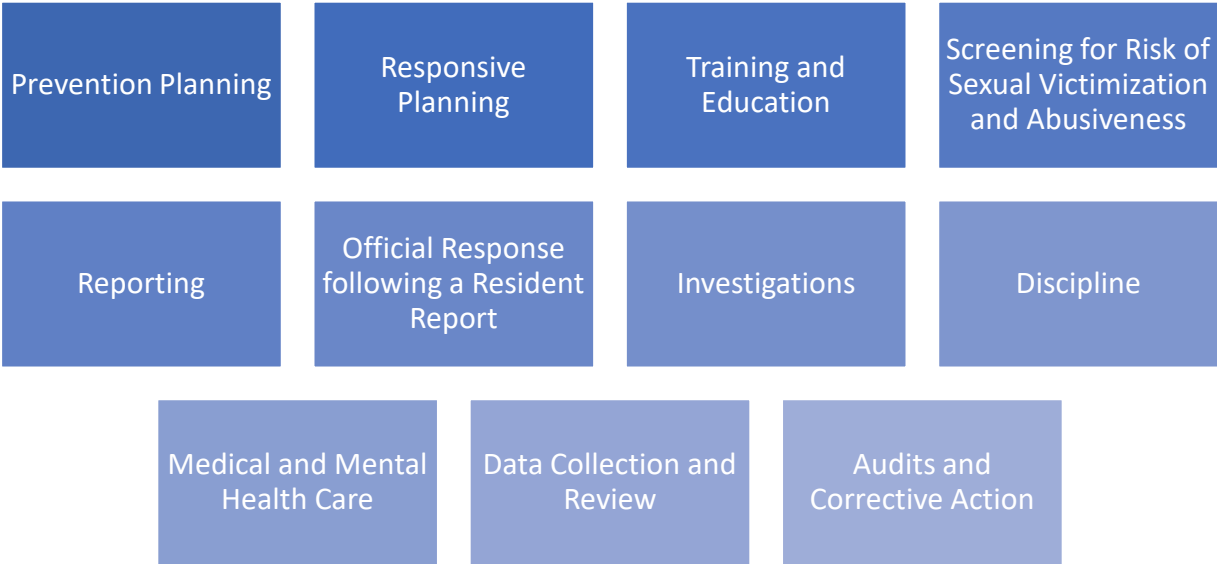 Prevention Planning
Responsive
Planning
Training and
Education
Screening for Risk of
Sexual Victimization
and Abusiveness
Reporting
Official Response
following a Resident
Report
Investigations
Discipline
Medical and Mental
Health Care
Data Collection and
Review
Audits and
Corrective Action